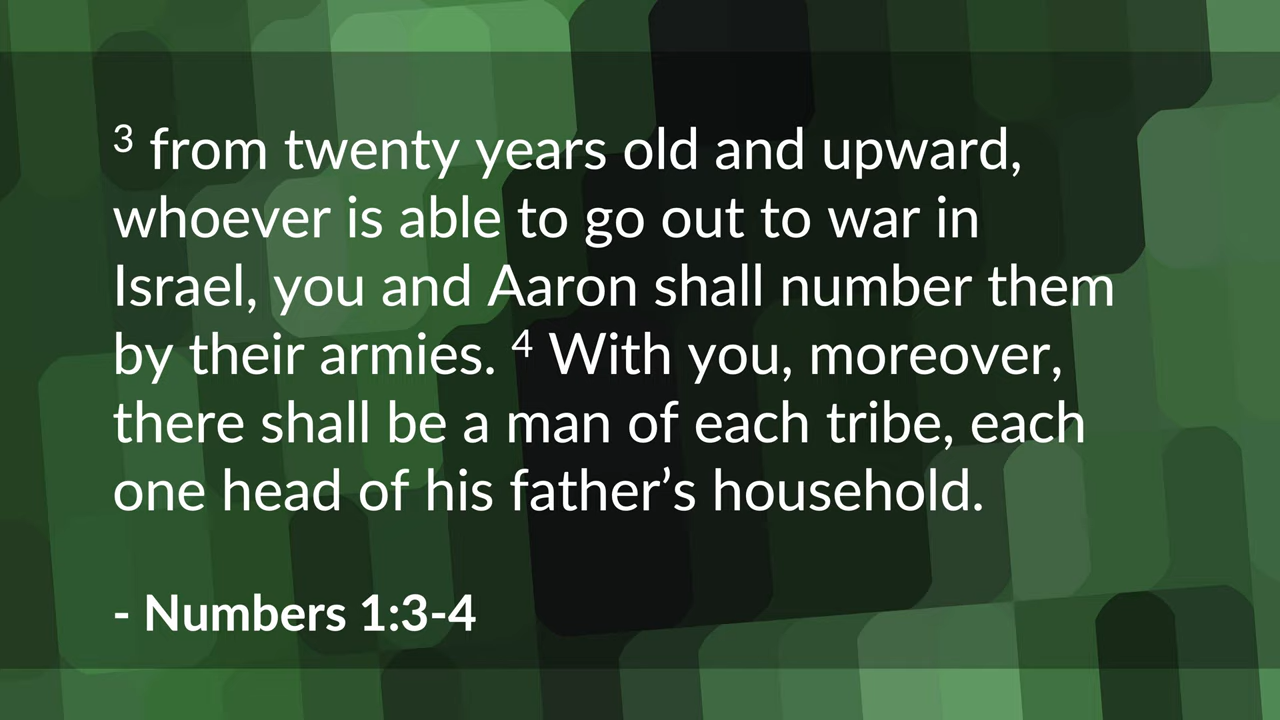 3 from twenty years old and upward,
whoever is able to go out to war in
Israel, you and Aaron shall number them
by their armies. 4 With you, moreover,
there shall be a man of each tribe, each
one head of his father’s household.
- Numbers 1:3-4